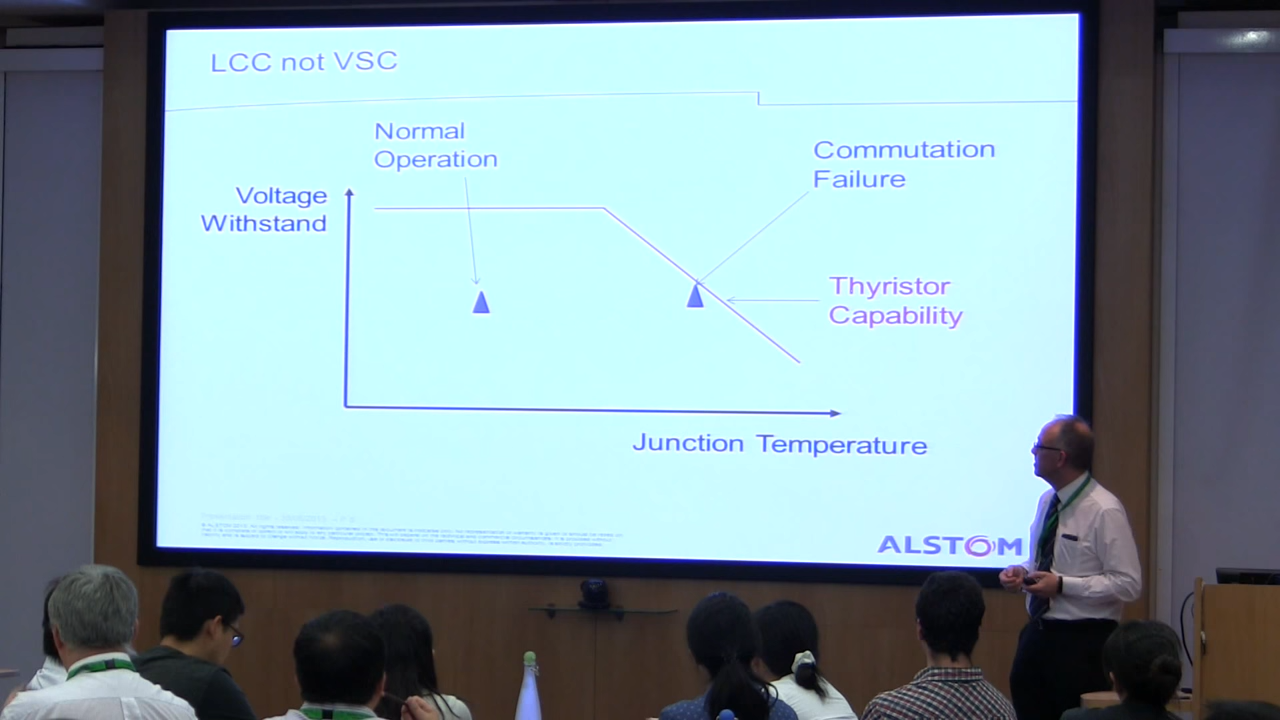 LCC not VSC
Normal
Operation
Commutation
Failure
Voltage
Withstand
Thyristor
Capability
Junction Temperature
ALSTOM